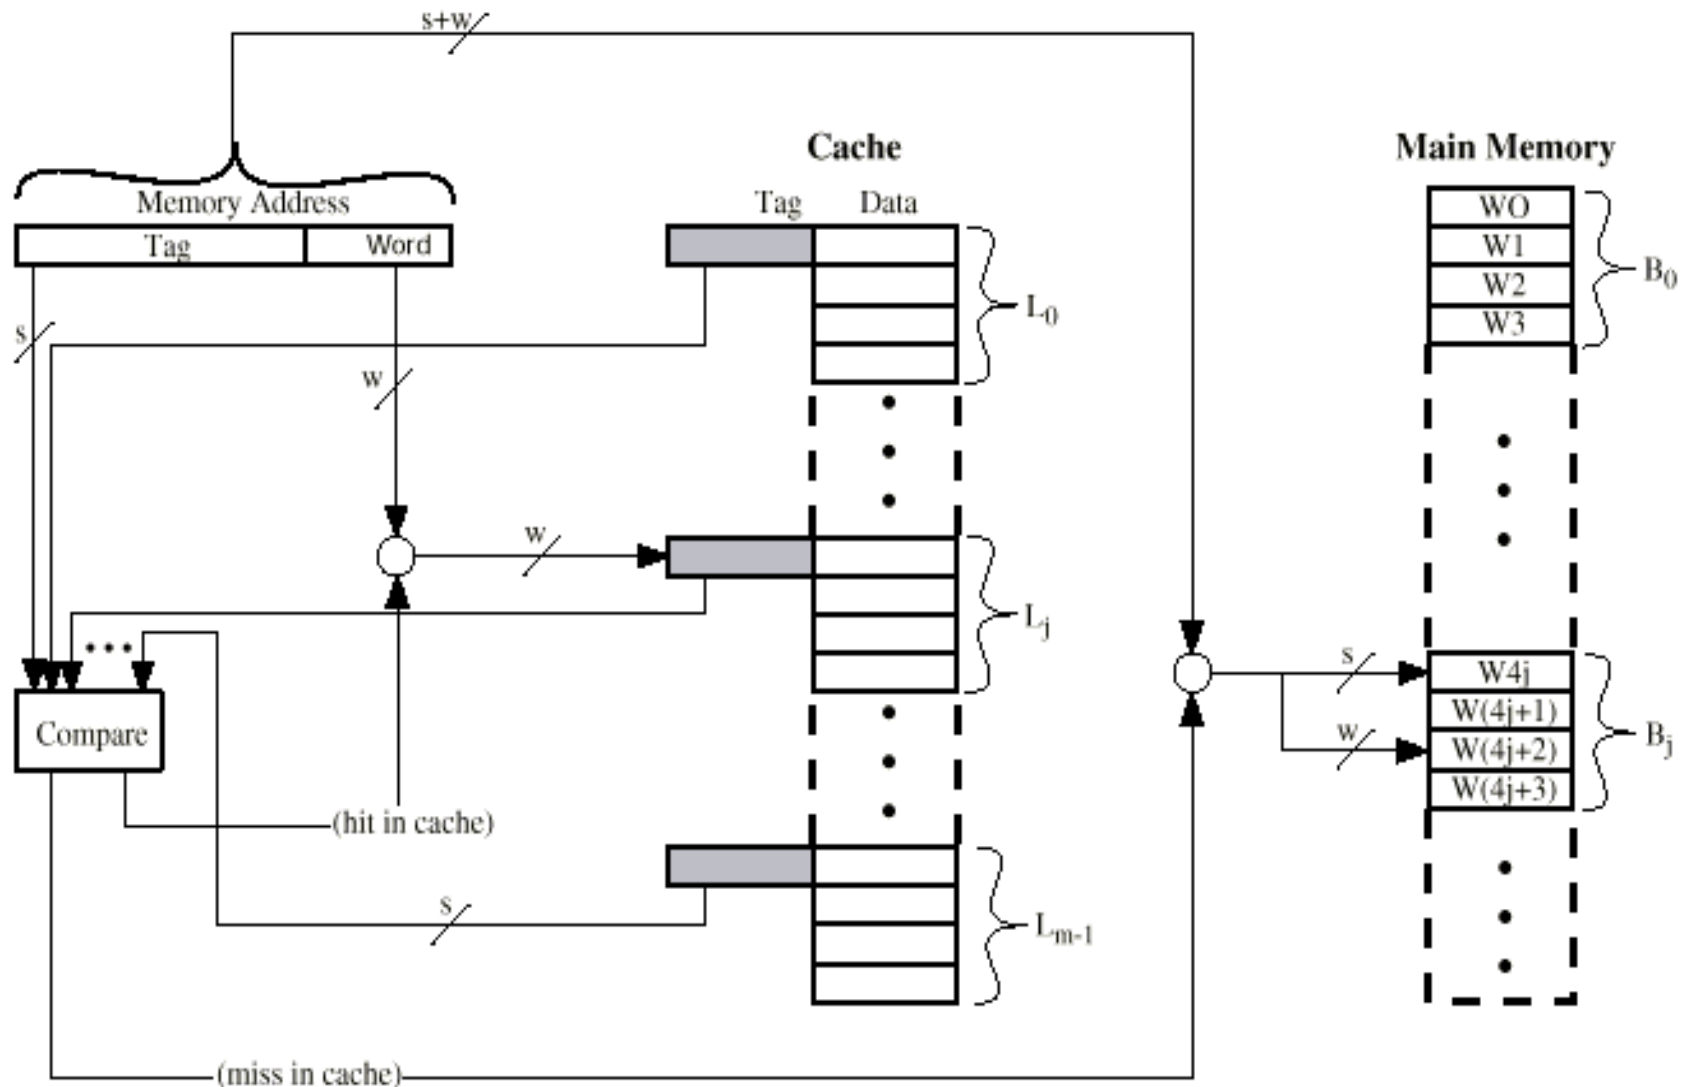 s+w
Cache
Main Memory
Memory Address
Tag Data
Tag Word
WO
W1
W2
W3
B0
L0
s
w
w
Lj
s
w
W4j
W(4j+1)
W(4j+2)
W(4j+3)
Bj
Compare
(hit in cache)
s
Lm-1
(miss in cache)